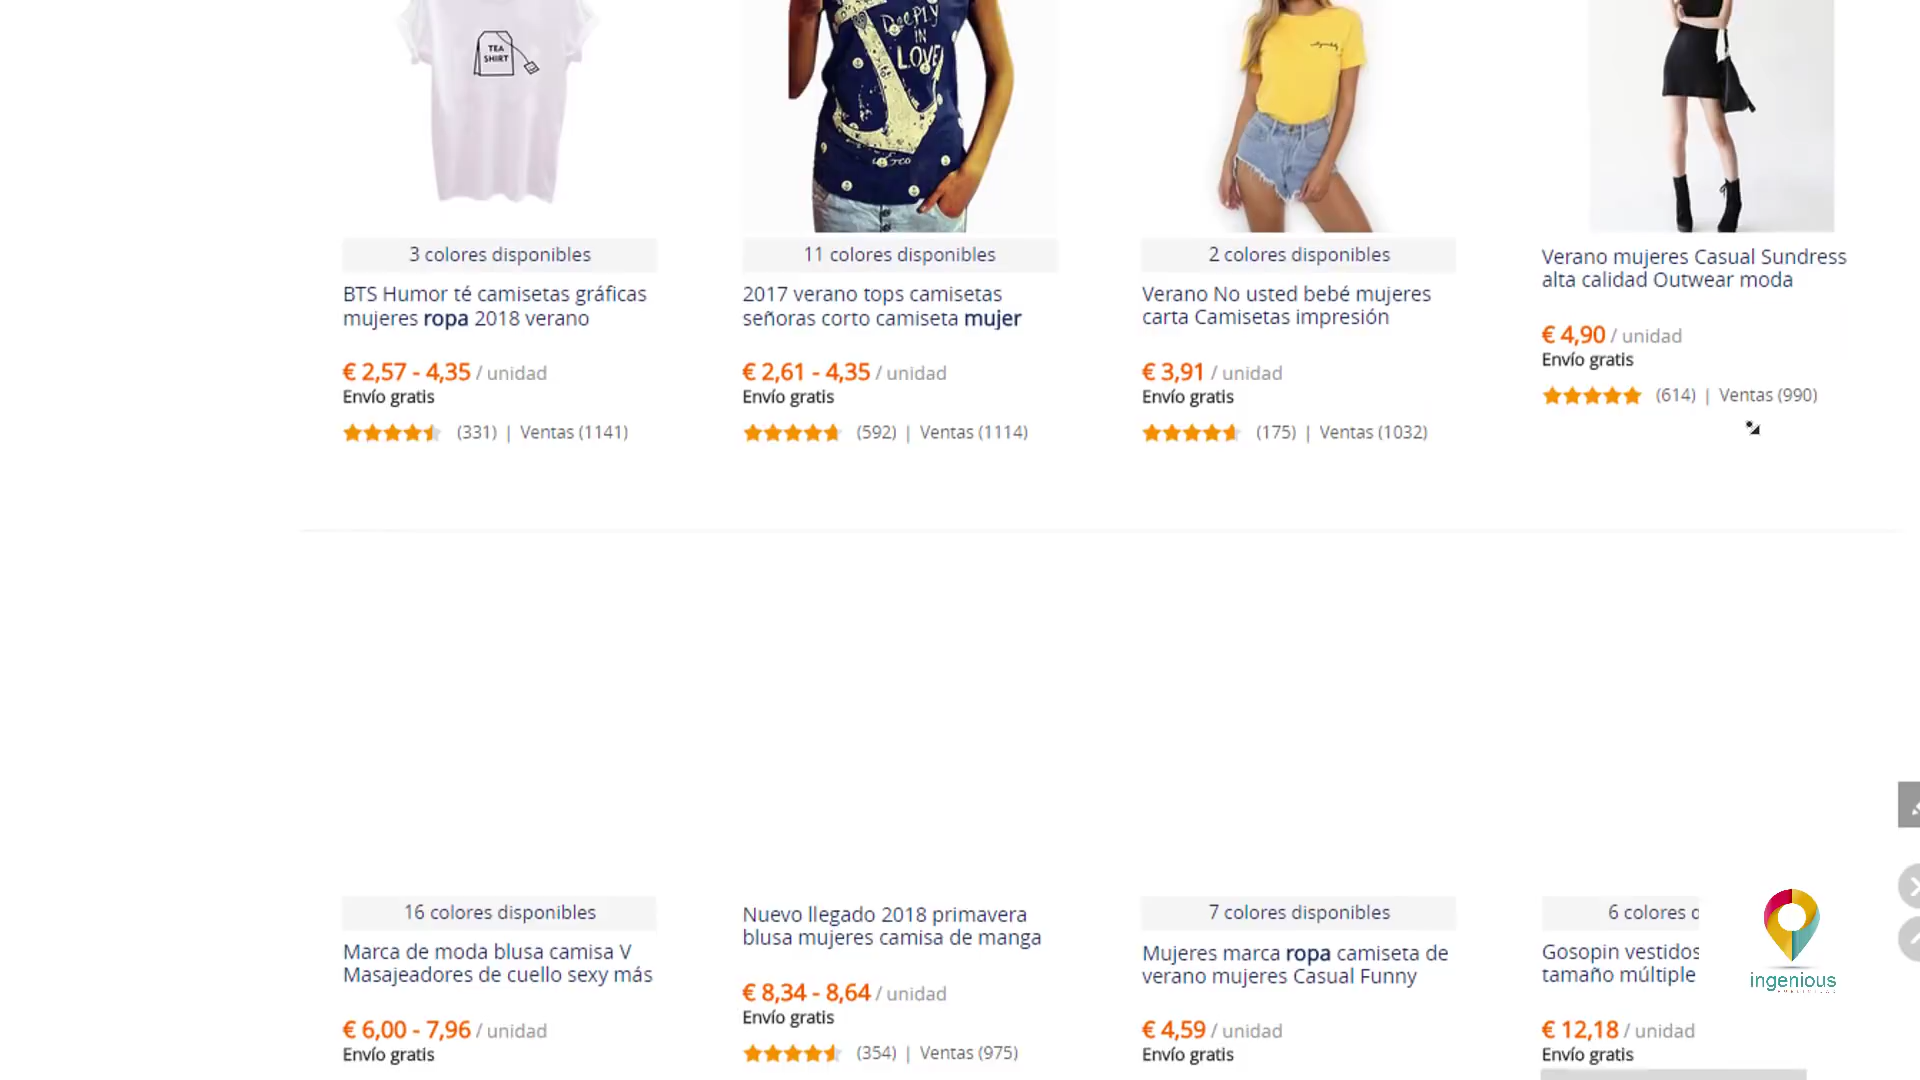 TEA
SHIRT
DEEPLY
IN
LOVE
3 colores disponibles
BTS Humor té camisetas gráficas
mujeres ropa 2018 verano
€ 2,57 - 4,35 / unidad
Envío gratis
(331) | Ventas (1141)
11 colores disponibles
2017 verano tops camisetas
señoras corto camiseta mujer
€ 2,61 - 4,35 / unidad
Envío gratis
(592) | Ventas (1114)
2 colores disponibles
Verano No usted bebé mujeres
carta Camisetas impresión
€ 3,91 / unidad
Envío gratis
(175) | Ventas (1032)
Verano mujeres Casual Sundress
alta calidad Outwear moda
€ 4,90 / unidad
Envío gratis
(614) | Ventas (990)
16 colores disponibles
Marca de moda blusa camisa V
Masajeadores de cuello sexy más
€ 6,00 - 7,96 / unidad
Envío gratis
Nuevo llegado 2018 primavera
blusa mujeres camisa de manga
€ 8,34 - 8,64 / unidad
Envío gratis
(354) | Ventas (975)
7 colores disponibles
Mujeres marca ropa camiseta de
verano mujeres Casual Funny
€ 4,59 / unidad
Envío gratis
6 colores d
Gosopin vestidos
tamaño múltiple
€ 12,18 / unidad
Envío gratis
ingenious